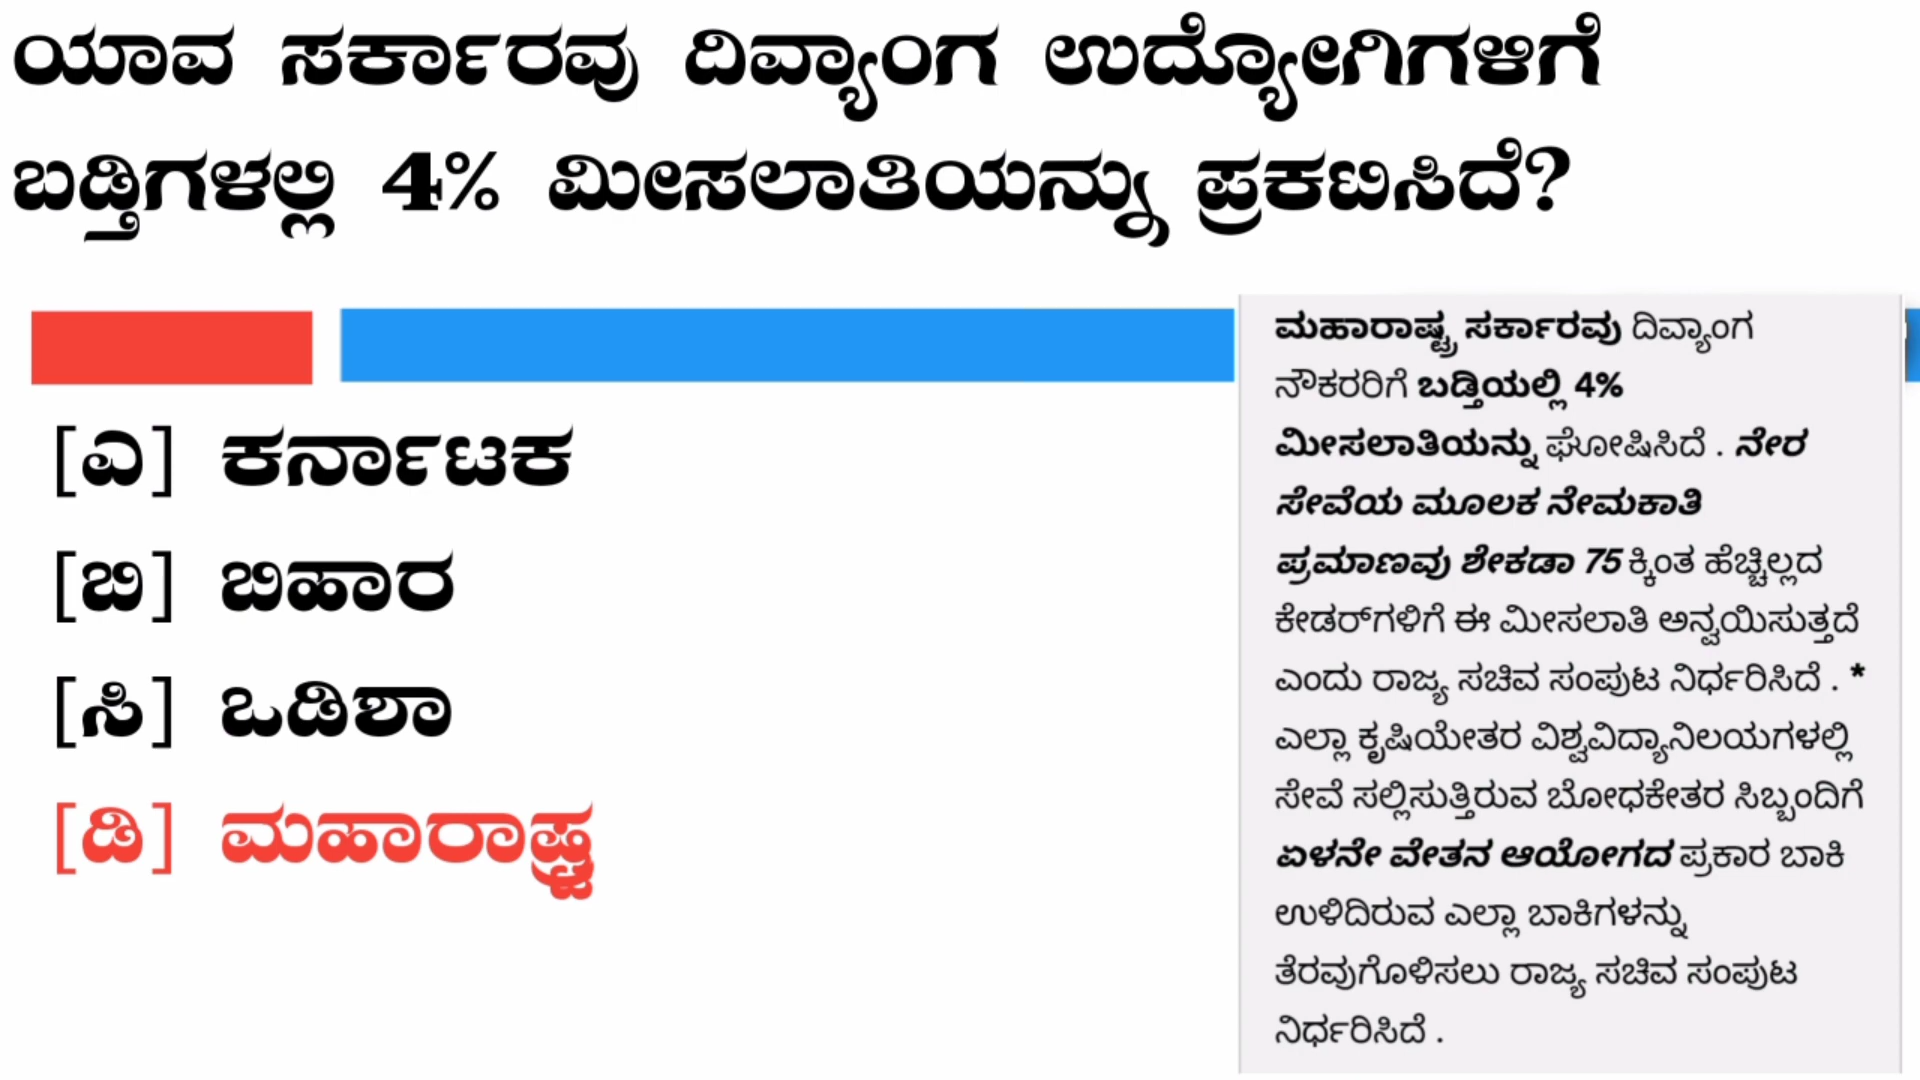 ಯಾವ ಸರ್ಕಾರವು ದಿವ್ಯಾಂಗ ಉದ್ಯೋಗಿಗಳಿಗೆ
ಬಡ್ತಿಗಳಲ್ಲಿ 4% ಮೀಸಲಾತಿಯನ್ನು ಪ್ರಕಟಿಸಿದೆ?
[ಎ] ಕರ್ನಾಟಕ
[ಬಿ] ಬಿಹಾರ
[ಸಿ] ಒಡಿಶಾ
[ಡಿ] ಮಹಾರಾಷ್ಟ್ರ
ಮಹಾರಾಷ್ಟ್ರ ಸರ್ಕಾರವು ದಿವ್ಯಾಂಗ
ನೌಕರರಿಗೆ ಬಡ್ತಿಯಲ್ಲಿ 4%
ಮೀಸಲಾತಿಯನ್ನು ಘೋಷಿಸಿದೆ . ನೇರ
ಸೇವೆಯ ಮೂಲಕ ನೇಮಕಾತಿ
ಪ್ರಮಾಣವು ಶೇಕಡಾ 75 ಕ್ಕಿಂತ ಹೆಚ್ಚಿಲ್ಲದ
ಕೇಡರ್‌ಗಳಿಗೆ ಈ ಮೀಸಲಾತಿ ಅನ್ವಯಿಸುತ್ತದೆ
ಎಂದು ರಾಜ್ಯ ಸಚಿವ ಸಂಪುಟ ನಿರ್ಧರಿಸಿದೆ . *
ಎಲ್ಲಾ ಕೃಷಿಯೇತರ ವಿಶ್ವವಿದ್ಯಾನಿಲಯಗಳಲ್ಲಿ
ಸೇವೆ ಸಲ್ಲಿಸುತ್ತಿರುವ ಬೋಧಕೇತರ ಸಿಬ್ಬಂದಿಗೆ
ಏಳನೇ ವೇತನ ಆಯೋಗದ ಪ್ರಕಾರ ಬಾಕಿ
ಉಳಿದಿರುವ ಎಲ್ಲಾ ಬಾಕಿಗಳನ್ನು
ತೆರವುಗೊಳಿಸಲು ರಾಜ್ಯ ಸಚಿವ ಸಂಪುಟ
ನಿರ್ಧರಿಸಿದೆ .